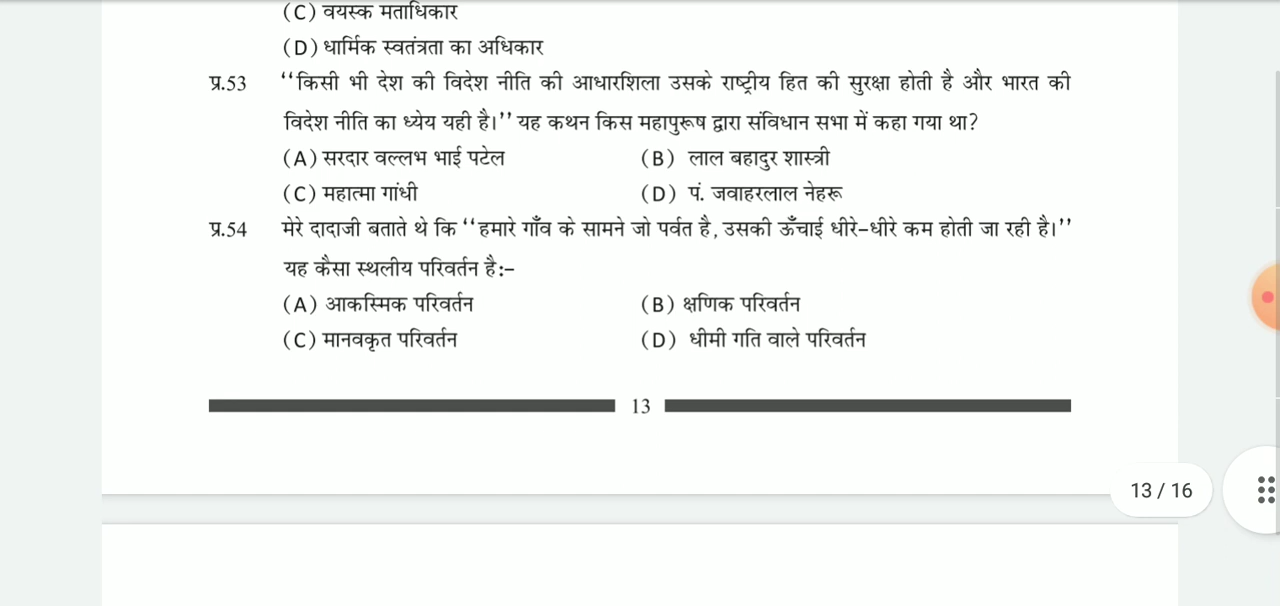 (C) वयस्क मताधिकार
(D) धार्मिक स्वतंत्रता का अधिकार
प्र.53 ‘‘किसी भी देश की विदेश नीति की आधारशिला उसके राष्ट्रीय हित की सुरक्षा होती है और भारत की
विदेश नीति का ध्येय यही है।’’ यह कथन किस महापुरूष द्वारा संविधान सभा में कहा गया था?
(A) सरदार वल्लभ भाई पटेल (B) लाल बहादुर शास्त्री
(C) महात्मा गांधी (D) पं. जवाहरलाल नेहरू
प्र.54 मेरे दादाजी बताते थे कि ‘‘हमारे गाँव के सामने जो पर्वत है, उसकी ऊँचाई धीरे-धीरे कम होती जा रही है।’’
यह कैसा स्थलीय परिवर्तन है:-
(A) आकस्मिक परिवर्तन (B) क्षणिक परिवर्तन
(C) मानवकृत परिवर्तन (D) धीमी गति वाले परिवर्तन
13
13 / 16